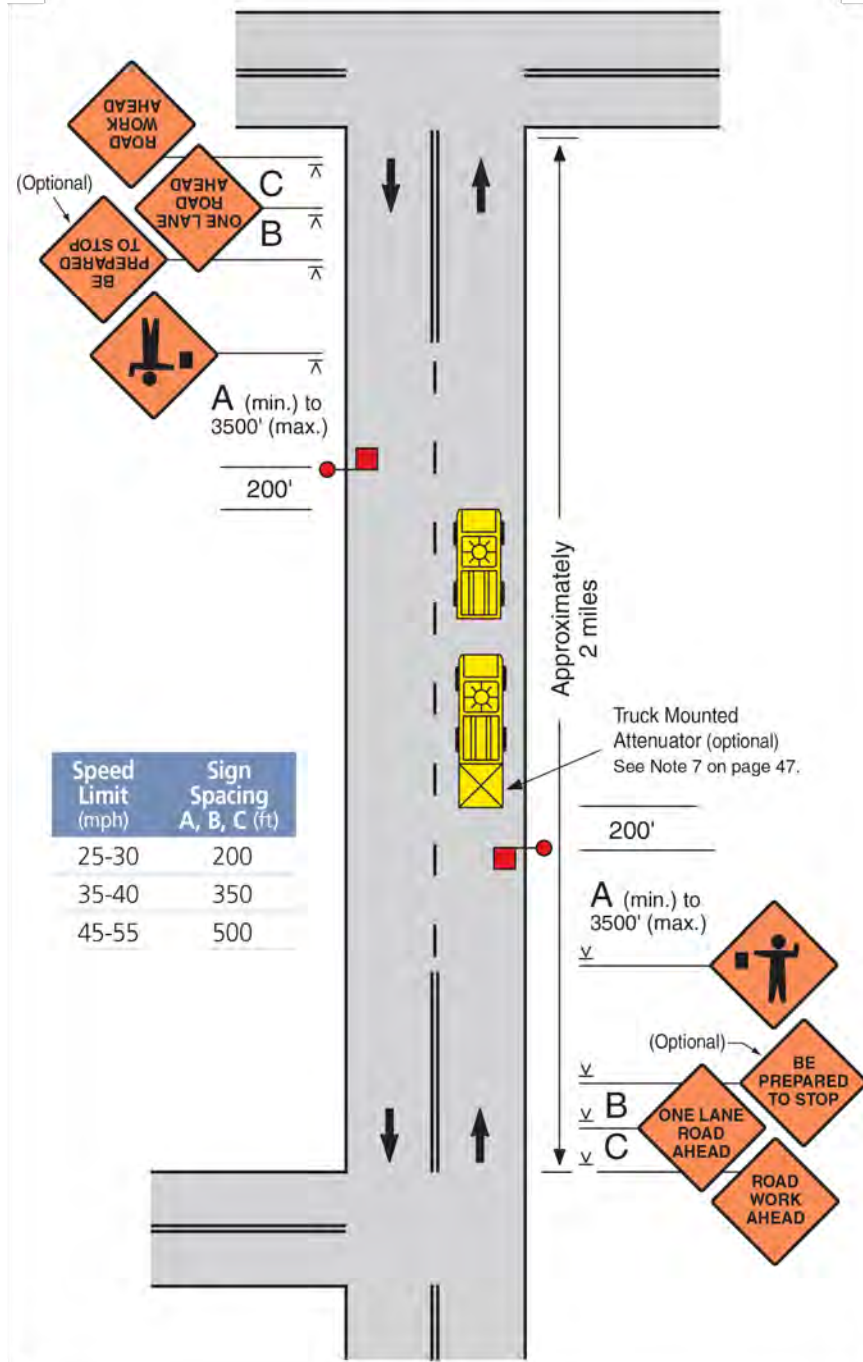 ROAD
WORK
AHEAD
(Optional)
ONE LANE
ROAD
AHEAD
C
B
BE
PREPARED
TO STOP
A (min.) to
3500' (max.)
200'
Approximately
2 miles
Truck Mounted
Attenuator (optional)
See Note 7 on page 47.
Speed Limit (mph) Sign Spacing A, B, C (ft)
25-30 200
35-40 350
45-55 500
200'
A (min.) to
3500' (max.)
(Optional)
BE
PREPARED
TO STOP
B
ONE LANE
ROAD
AHEAD
C
ROAD
WORK
AHEAD